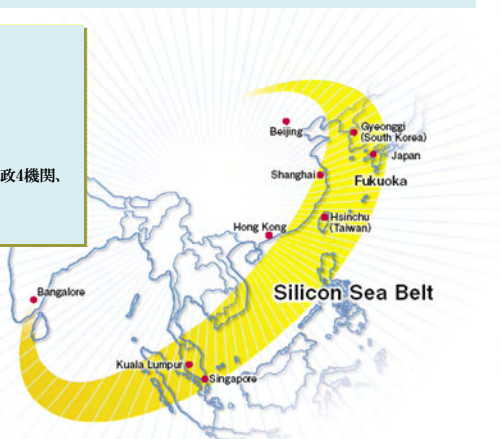 政4機関、
Beijing
Gyeonggi
(South Korea)
Japan
Shanghai
Fukuoka
Hsinchu
(Taiwan)
Hong Kong
Silicon Sea Belt
Bangalore
Kuala Lumpur
Singapore